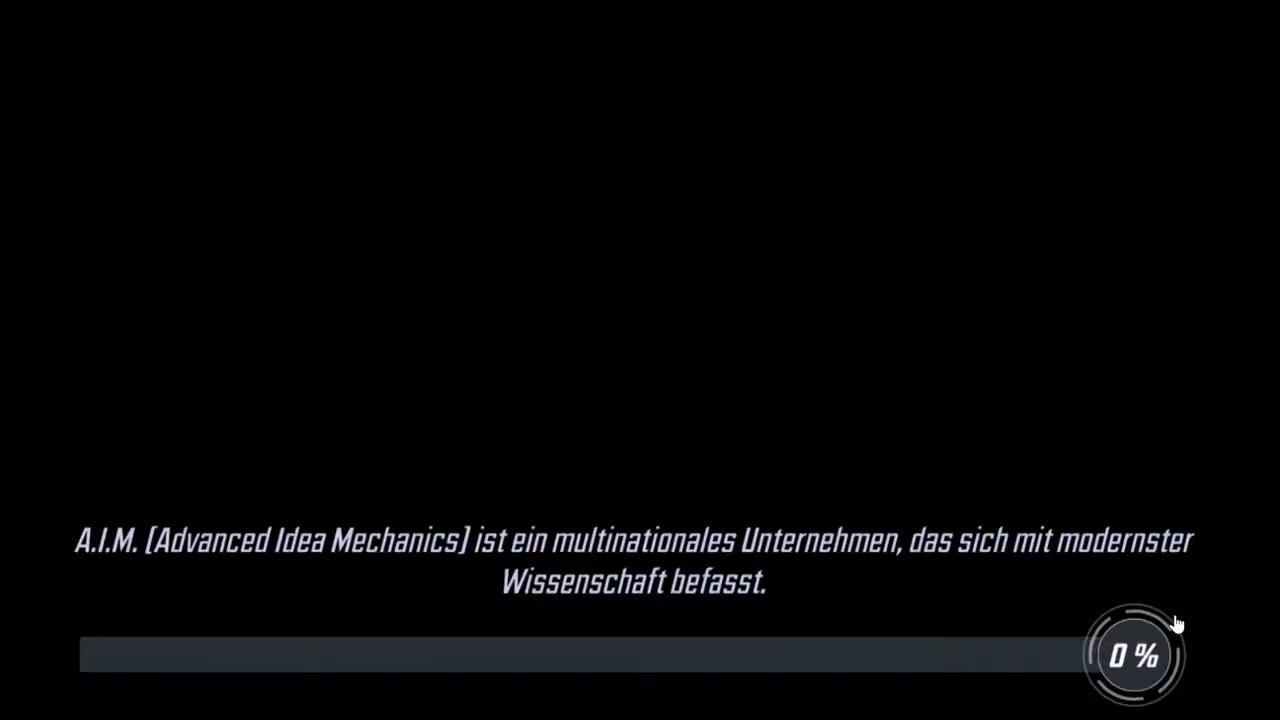 A.I.M. (Advanced Idea Mechanics) ist ein multinationales Unternehmen, das sich mit modernster
Wissenschaft befasst.
0 %